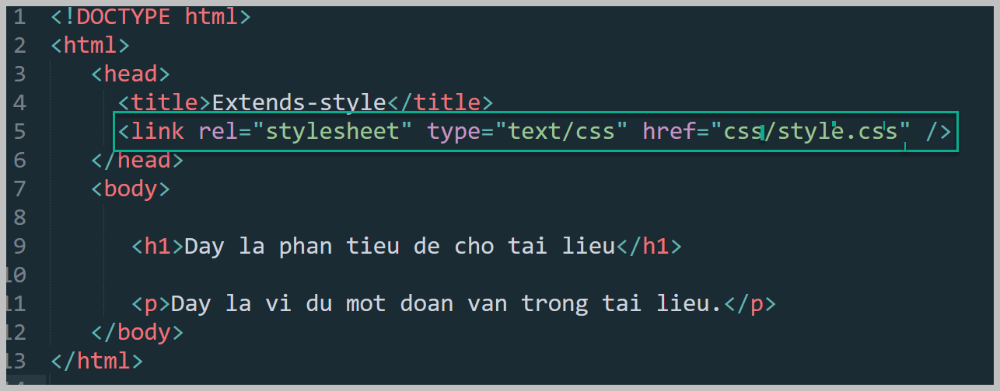 1 <!DOCTYPE html>
2 <html>
3 <head>
4 <title>Extends-style</title>
5 <link rel="stylesheet" type="text/css" href="css/style.css" />
6 </head>
7 <body>
8
9 <h1>Day la phan tieu de cho tai lieu</h1>
10
11 <p>Day la vi du mot doan van trong tai lieu.</p>
12 </body>
13 </html>